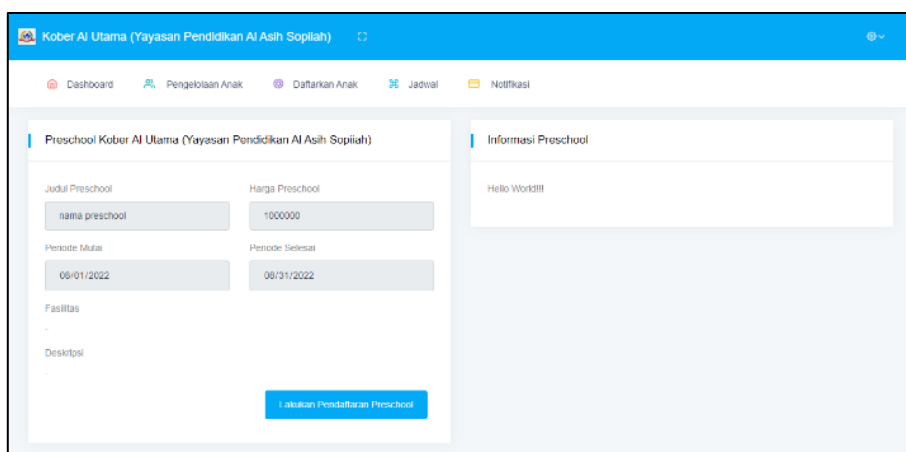 Kober Al Utama (Yayasan Pendidikan Al Asih Sopiiah)
Dashboard Pengelolaan Anak Daftarkan Anak Jadwal Notifikasi
Preschool Kober Al Utama (Yayasan Pendidikan Al Asih Sopiiah)
Judul Preschool Harga Preschool
nama preschool 1000000
Periode Mulai Periode Selesai
08/01/2022 08/31/2022
Fasilitas
-
Deskripsi
-
Lakukan Pendaftaran Preschool
Informasi Preschool
Hello World!!!